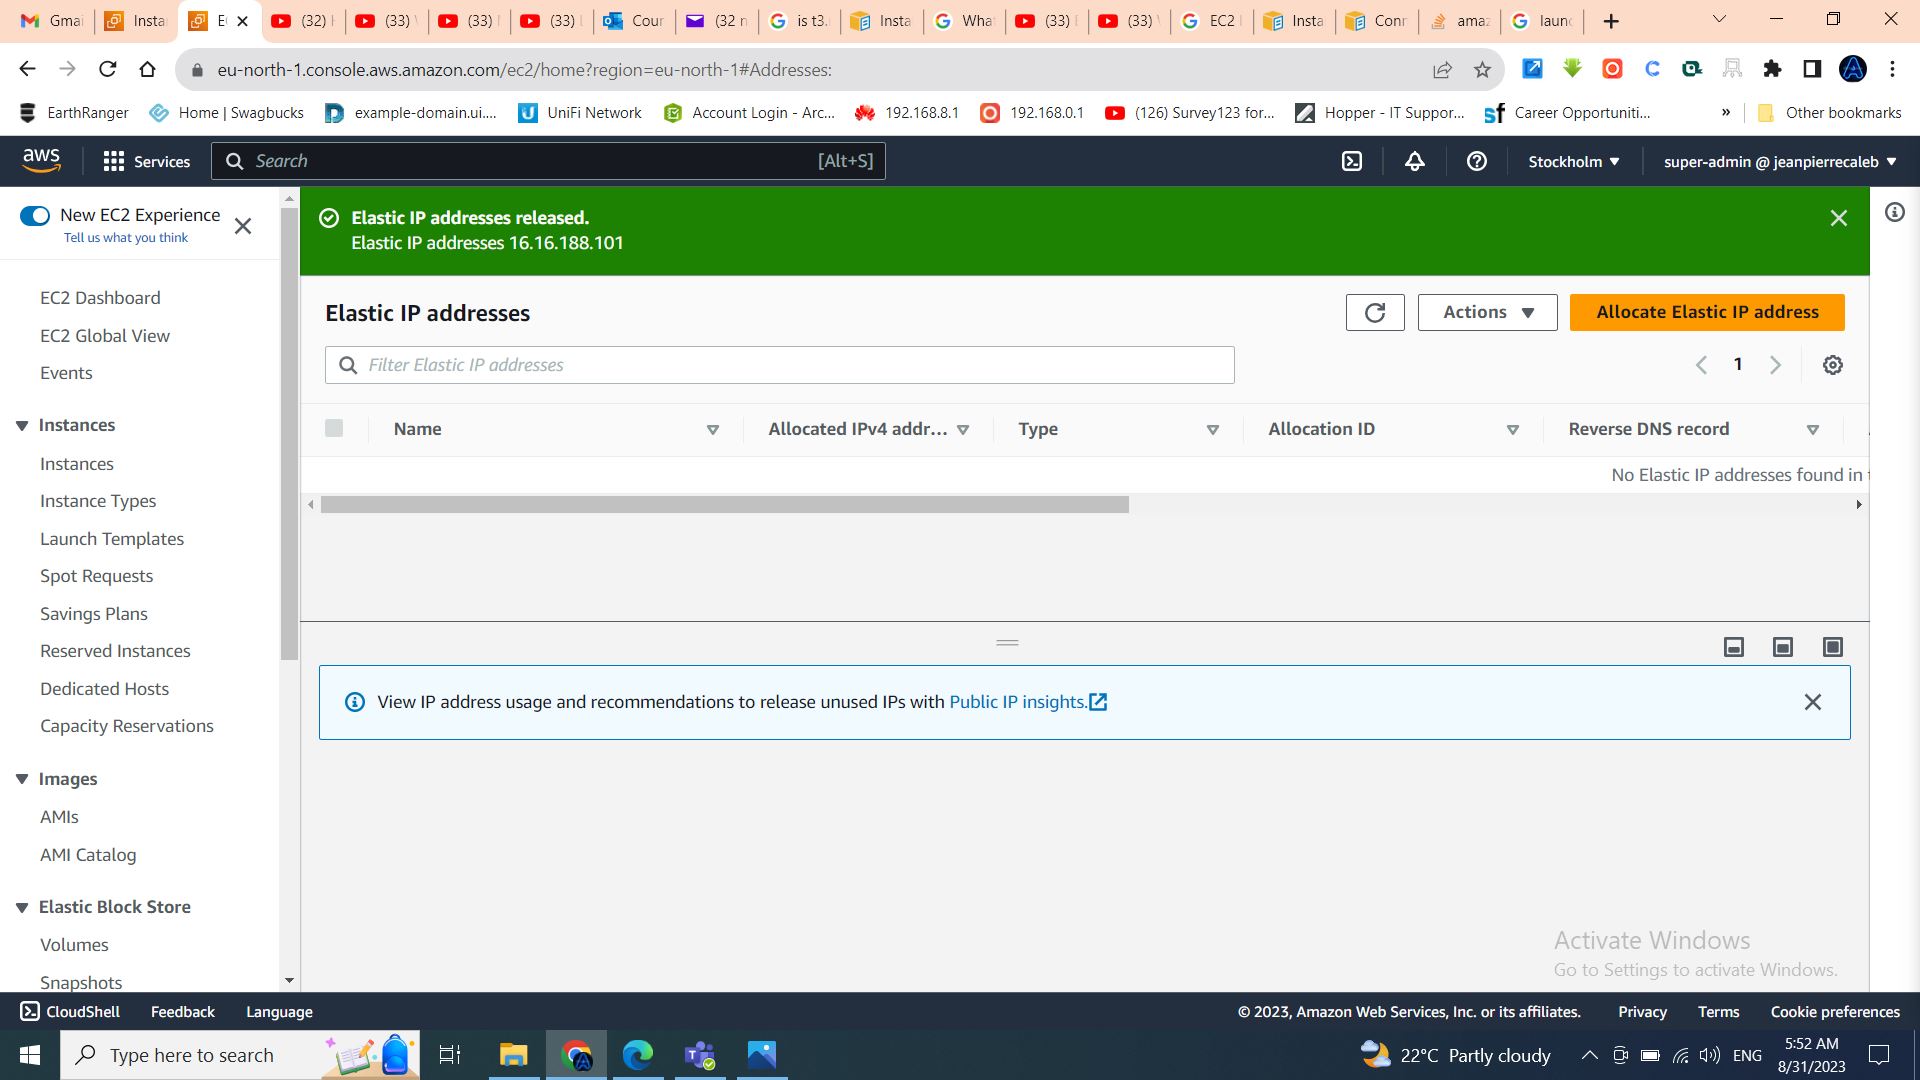 Gmai
Insta
E
(32)
(33)
(33)
(33)
Cour
(32 n
is t3.
Insta
What
(33)
(33)
EC2
Insta
Conn
amaz
laun
eu-north-1.console.aws.amazon.com/ec2/home?region=eu-north-1#Addresses:
EarthRanger
Home | Swagbucks
example-domain.ui....
UniFi Network
Account Login - Arc...
192.168.8.1
192.168.0.1
(126) Survey123 for...
Hopper - IT Suppor...
Career Opportuniti...
»
Other bookmarks
aws
Services
Search
[Alt+S]
Stockholm
super-admin @ jeanpierrecaleb
New EC2 Experience
Tell us what you think
EC2 Dashboard
EC2 Global View
Events
Instances
Instances
Instance Types
Launch Templates
Spot Requests
Savings Plans
Reserved Instances
Dedicated Hosts
Capacity Reservations
Images
AMIs
AMI Catalog
Elastic Block Store
Volumes
Snapshots
Elastic IP addresses released.
Elastic IP addresses 16.16.188.101
Elastic IP addresses
Actions
Allocate Elastic IP address
Filter Elastic IP addresses
1
Name
Allocated IPv4 addr...
Type
Allocation ID
Reverse DNS record
No Elastic IP addresses found in
View IP address usage and recommendations to release unused IPs with Public IP insights.
Activate Windows
Go to Settings to activate Windows.
CloudShell
Feedback
Language
© 2023, Amazon Web Services, Inc. or its affiliates.
Privacy
Terms
Cookie preferences
Type here to search
22°C Partly cloudy
ENG
5:52 AM
8/31/2023